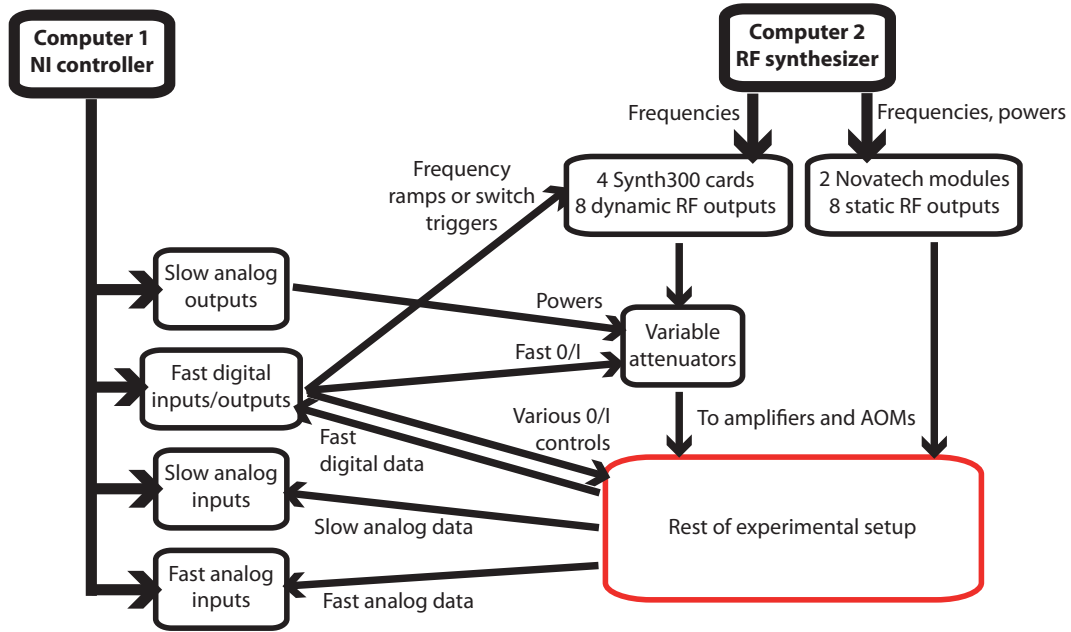 Computer 1
NI controller
Computer 2
RF synthesizer
Frequencies
Frequencies, powers
Frequency
ramps or switch
triggers
4 Synth300 cards
8 dynamic RF outputs
2 Novatech modules
8 static RF outputs
Slow analog
outputs
Powers
Variable
attenuators
Fast 0/I
Fast digital
inputs/outputs
Various 0/I
controls
To amplifiers and AOMs
Fast
digital data
Slow analog
inputs
Slow analog data
Rest of experimental setup
Fast analog
inputs
Fast analog data